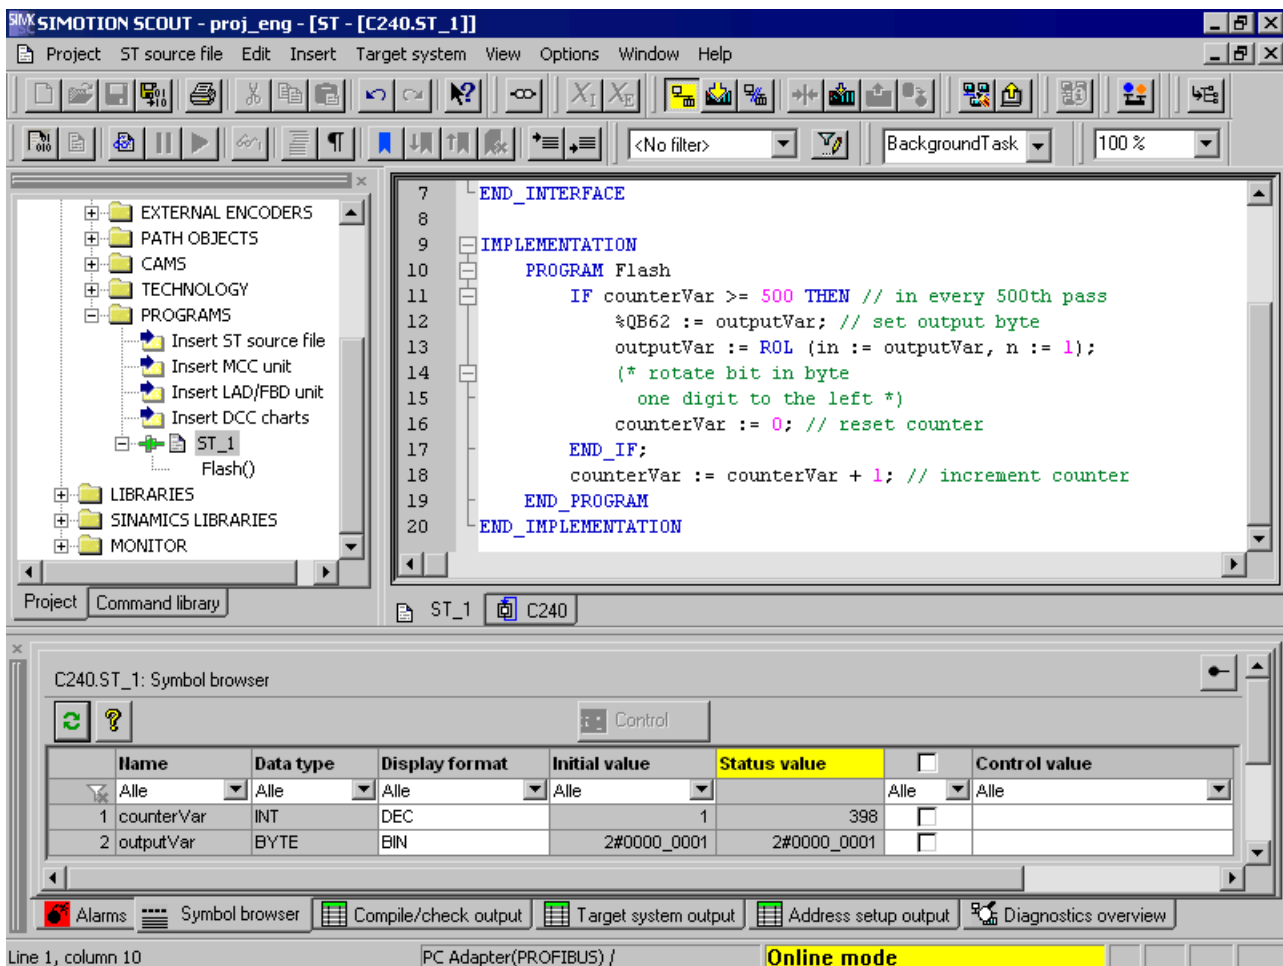 SIMOTION SCOUT - proj_eng - [ST - [C240.ST_1]]
Project ST source file Edit Insert Target system View Options Window Help
<No filter> BackgroundTask 100 %
EXTERNAL ENCODERS
PATH OBJECTS
CAMS
TECHNOLOGY
PROGRAMS
Insert ST source file
Insert MCC unit
Insert LAD/FBD unit
Insert DCC charts
ST_1
Flash()
LIBRARIES
SINAMICS LIBRARIES
MONITOR
Project Command library
7 END_INTERFACE
8
9 IMPLEMENTATION
10 PROGRAM Flash
11 IF counterVar >= 500 THEN // in every 500th pass
12 %QB62 := outputVar; // set output byte
13 outputVar := ROL (in := outputVar, n := 1);
14 (* rotate bit in byte
15 one digit to the left *)
16 counterVar := 0; // reset counter
17 END_IF;
18 counterVar := counterVar + 1; // increment counter
19 END_PROGRAM
20 END_IMPLEMENTATION
ST_1 C240
C240.ST_1: Symbol browser
Control
Name Data type Display format Initial value Status value Control value
Alle Alle Alle Alle Alle Alle
1 counterVar INT DEC 1 398
2 outputVar BYTE BIN 2#0000_0001 2#0000_0001
Alarms Symbol browser Compile/check output Target system output Address setup output Diagnostics overview
Line 1, column 10 PC Adapter(PROFIBUS) / Online mode